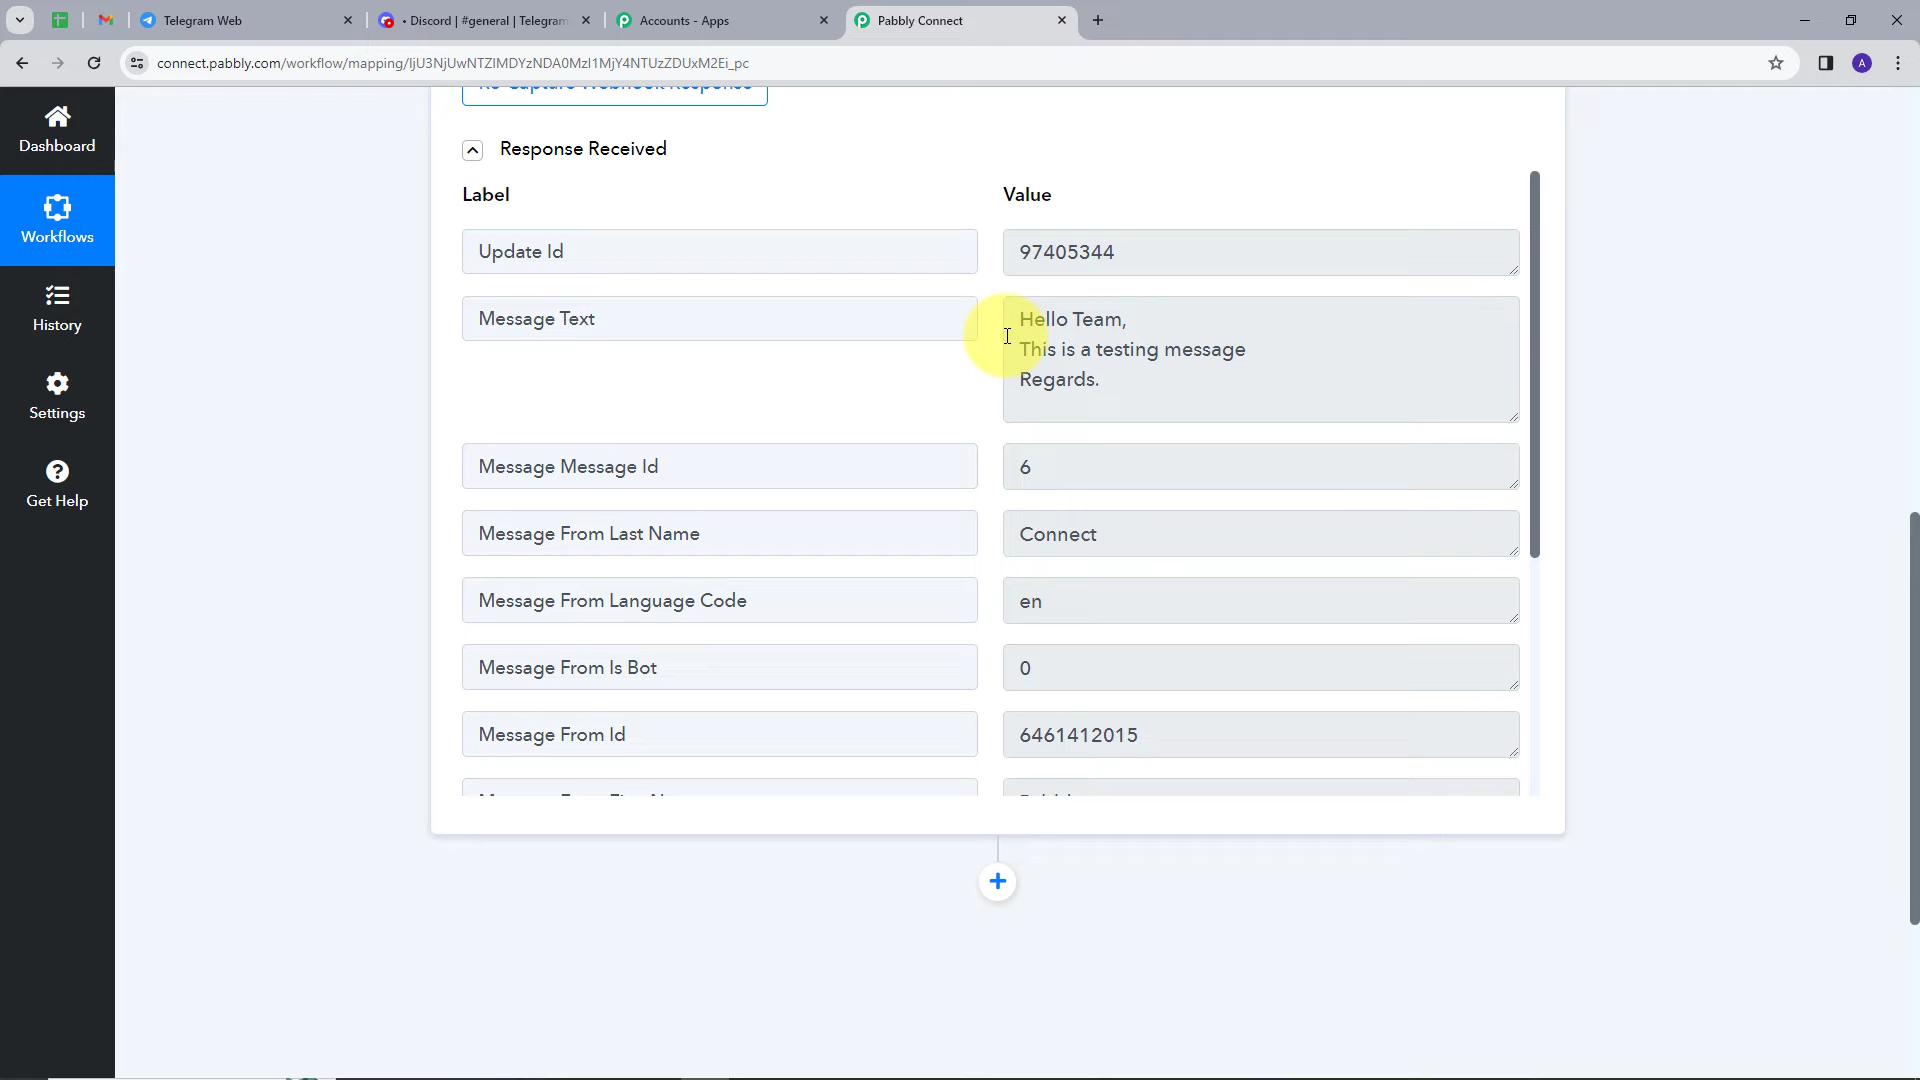 Telegram Web
• Discord | #general | Telegram
Accounts - Apps
Pabbly Connect
connect.pabbly.com/workflow/mapping/IjU3NjUwNTZlMDYzNDA0MzI1MjY4NTUzZDUxM2Ei_pc
A
Dashboard
Workflows
History
Settings
Get Help
Re-Capture Webhook Response
Response Received
Label
Value
Update Id
97405344
Message Text
Hello Team,
This is a testing message
Regards.
Message Message Id
6
Message From Last Name
Connect
Message From Language Code
en
Message From Is Bot
0
Message From Id
6461412015